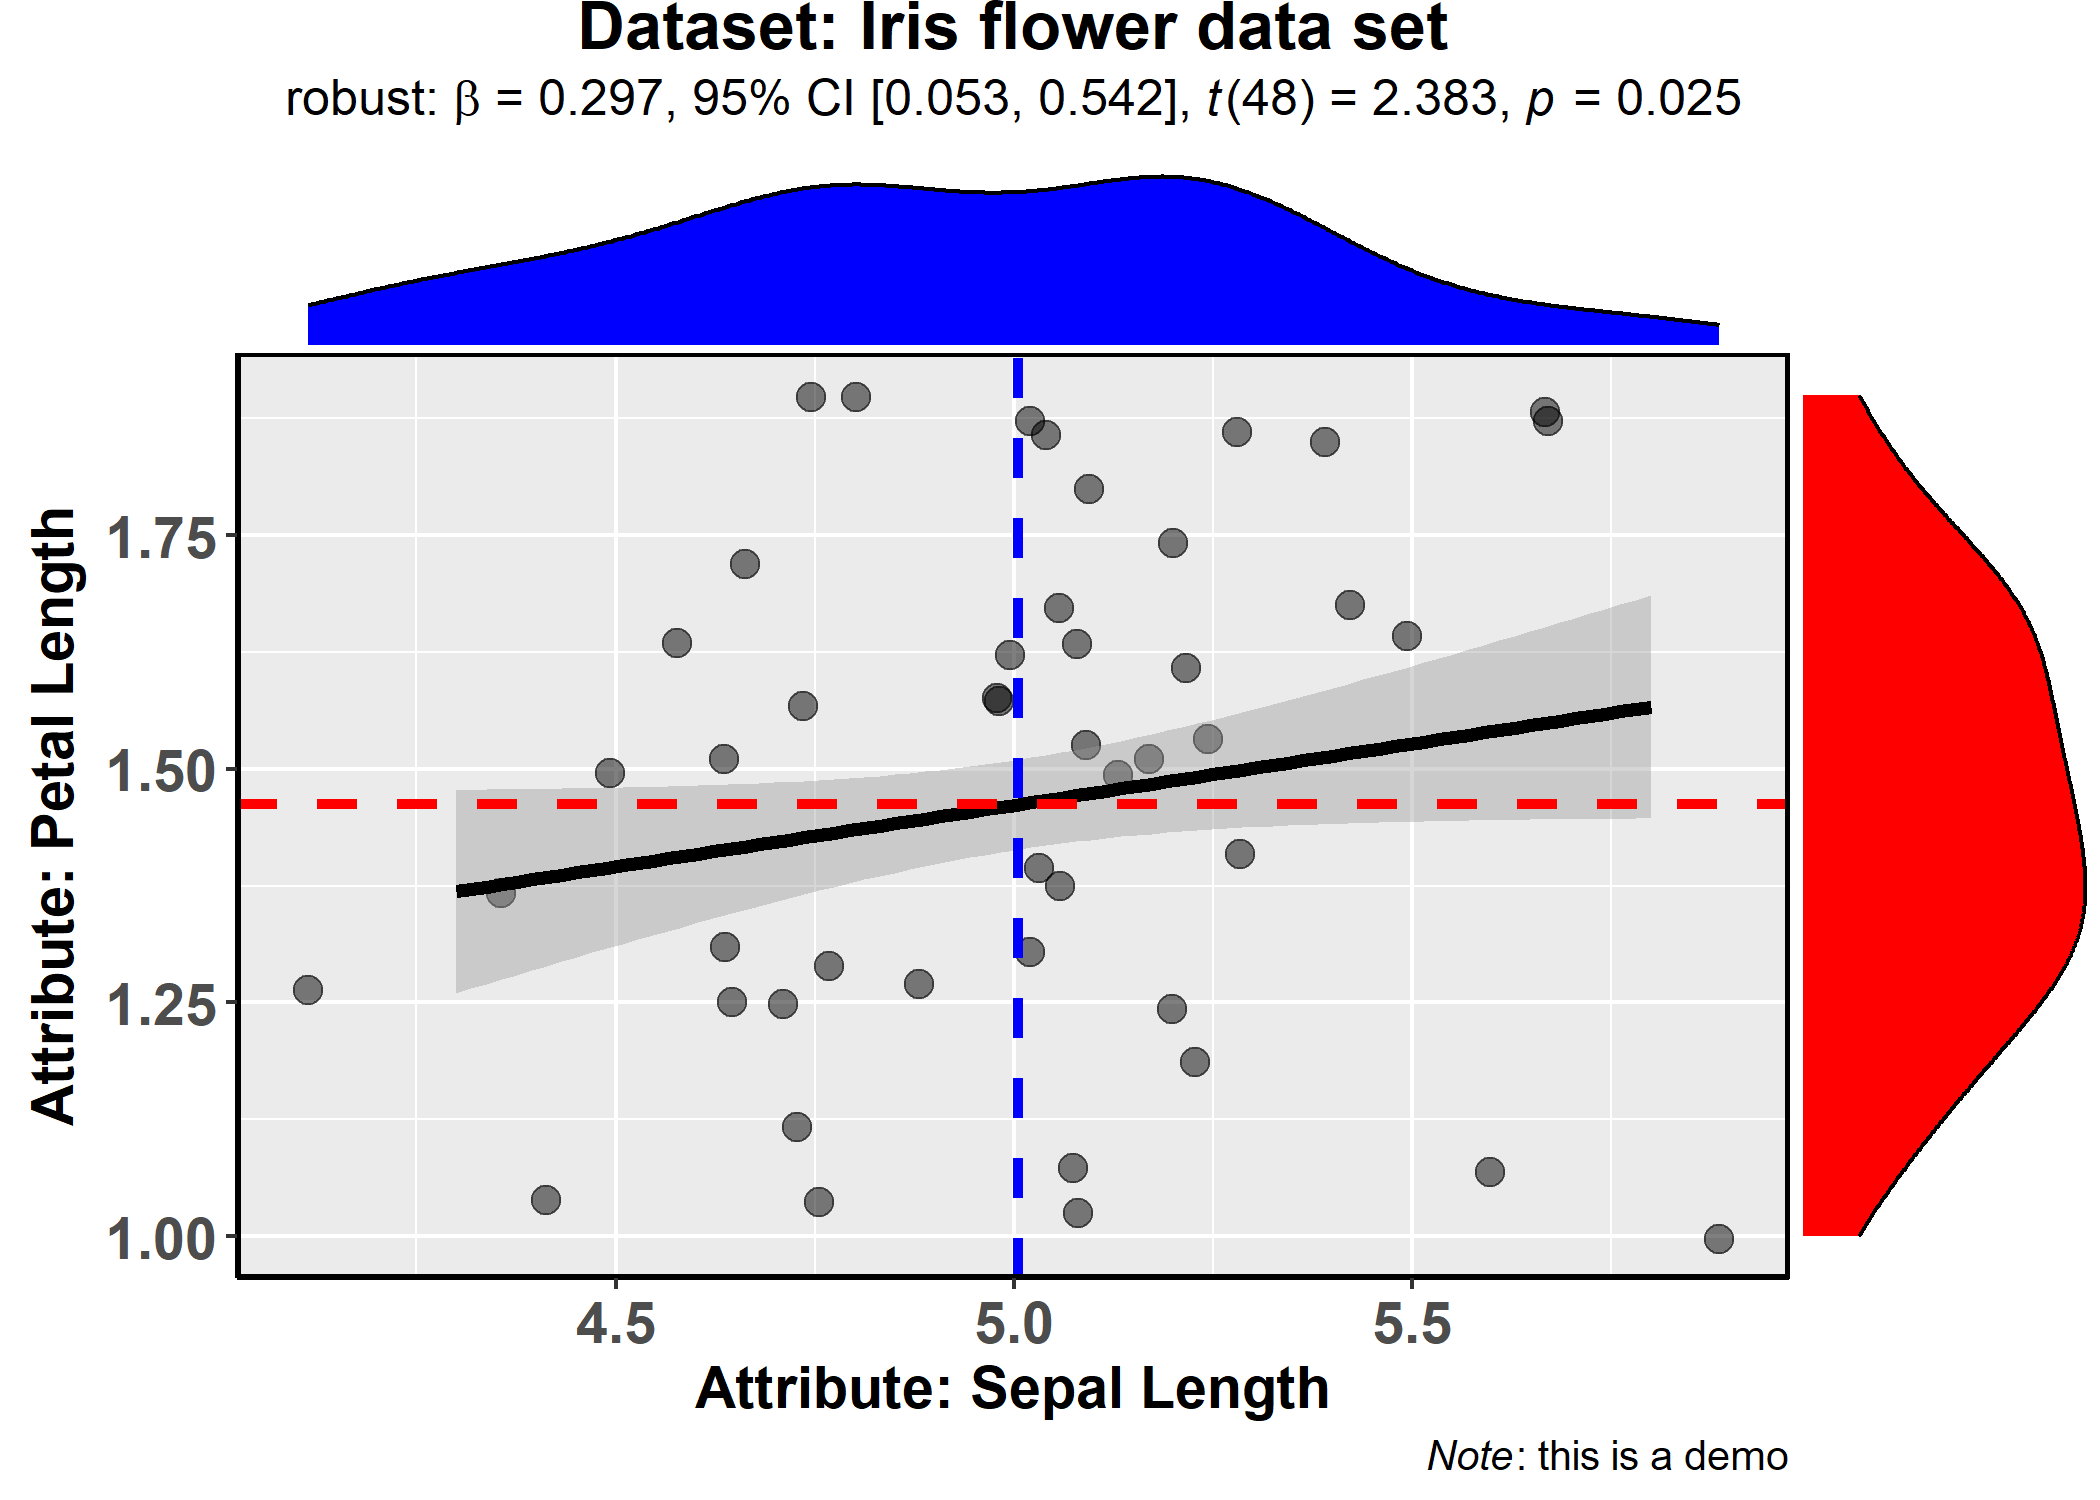 Dataset: Iris flower data set
robust: β = 0.297, 95% CI [0.053, 0.542], t(48) = 2.383, p = 0.025
Attribute: Petal Length
1.75
1.50
1.25
1.00
4.5 5.0 5.5
Attribute: Sepal Length
Note: this is a demo